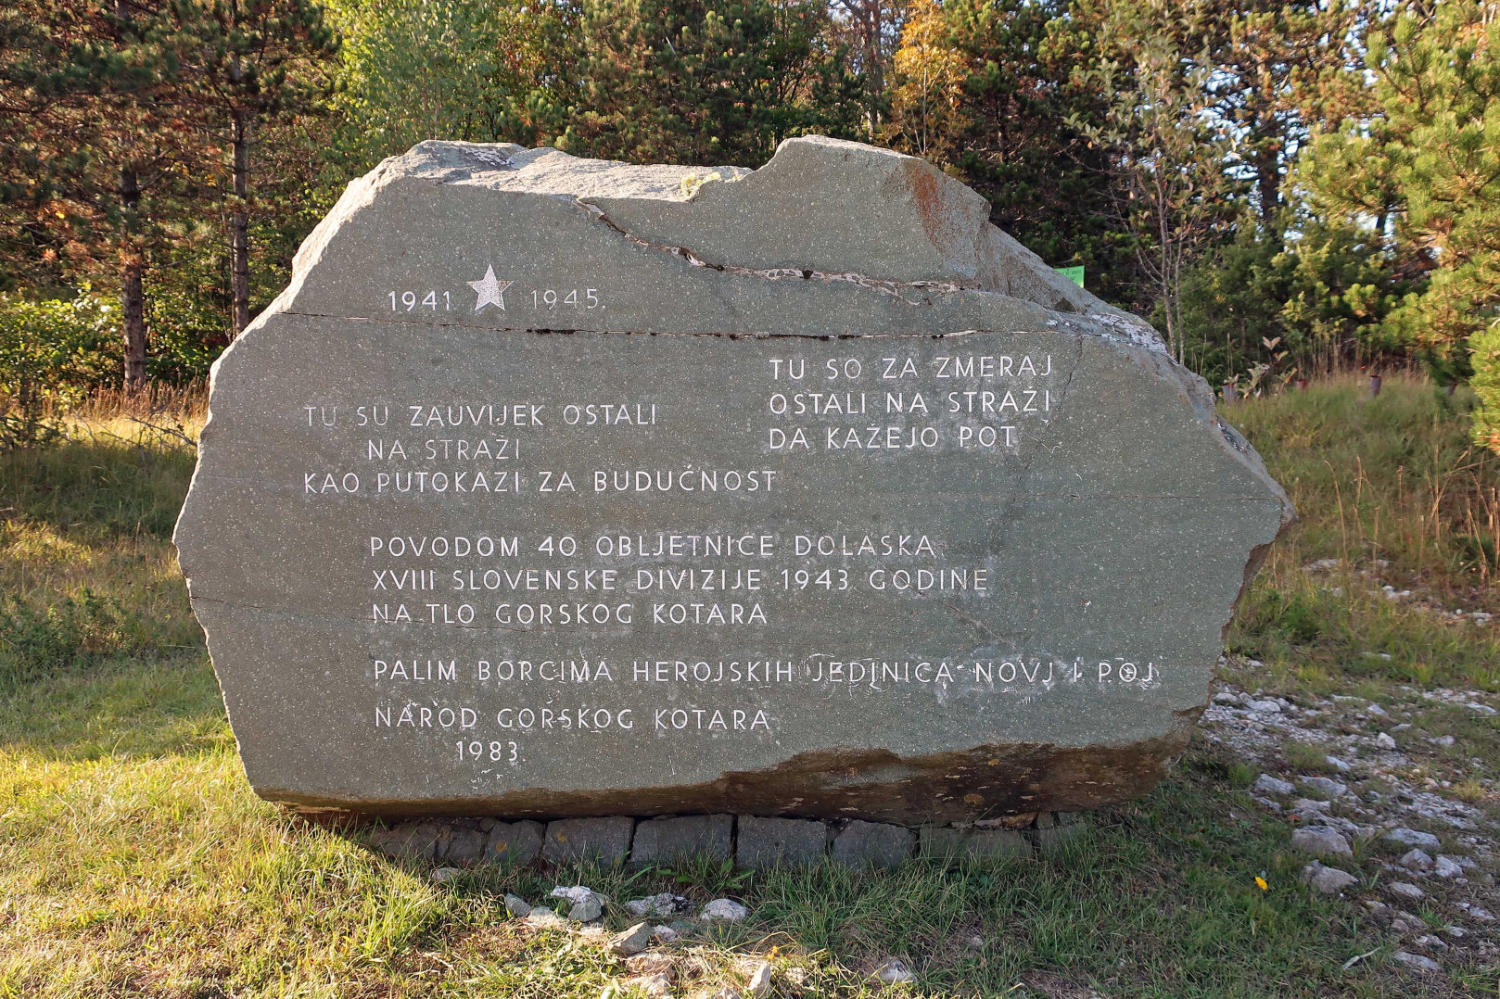 1941 ★ 1945.
TU SU ZAUVIJEK OSTALI
NA STRAŽI
KAO PUTOKAZI ZA BUDUĆNOST
TU SO ZA ZMERAJ
OSTALI NA STRAŽI
DA KAŽEJO POT
POVODOM 40 OBLJETNICE DOLASKA
XVIII SLOVENSKE DIVIZIJE 1943 GODINE
NA TLO GORSKOG KOTARA
PALIM BORCIMA HEROJSKIH JEDINICA NOVJ I POJ
NAROD GORSKOG KOTARA
1983